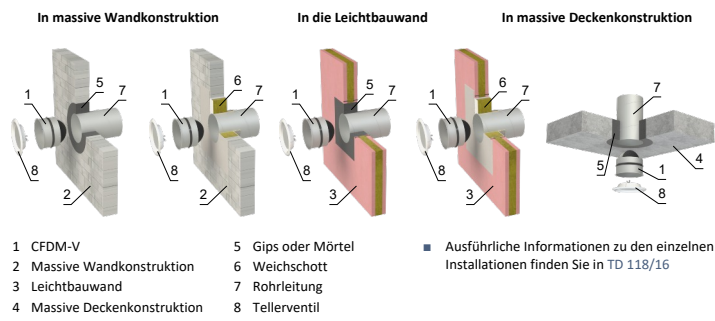 In massive Wandkonstruktion
In die Leichtbauwand
In massive Deckenkonstruktion
1 5 7 8 2
1 6 7 8 2
1 5 7 8 3
1 6 7 8 3
7 5 4 1 8
1 CFDM-V
2 Massive Wandkonstruktion
3 Leichtbauwand
4 Massive Deckenkonstruktion
5 Gips oder Mörtel
6 Weichschott
7 Rohrleitung
8 Tellerventil
■ Ausführliche Informationen zu den einzelnen
Installationen finden Sie in TD 118/16